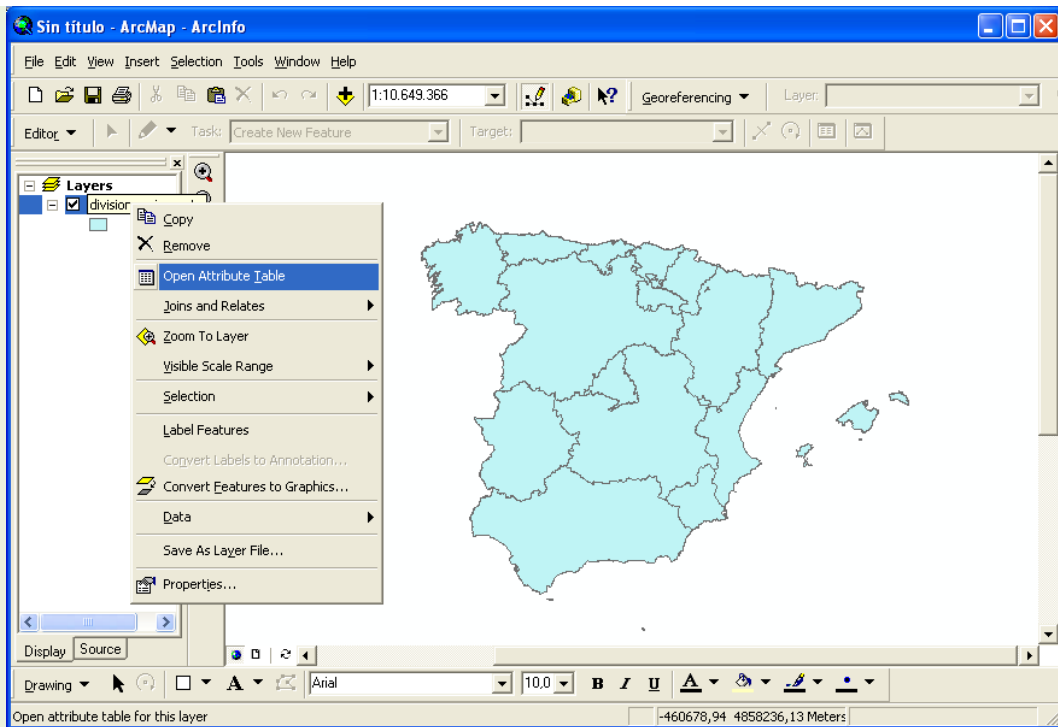 Sin título - ArcMap - ArcInfo
File Edit View Insert Selection Tools Window Help
1:10.649.366 Georeferencing Layer:
Editor Task: Create New Feature Target:
Layers
division
Copy
Remove
Open Attribute Table
Joins and Relates
Zoom To Layer
Visible Scale Range
Selection
Label Features
Convert Labels to Annotation...
Convert Features to Graphics...
Data
Save As Layer File...
Properties...
Display Source
Drawing A Arial 10,0 B I U A
Open attribute table for this layer -460678,94 4858236,13 Meters